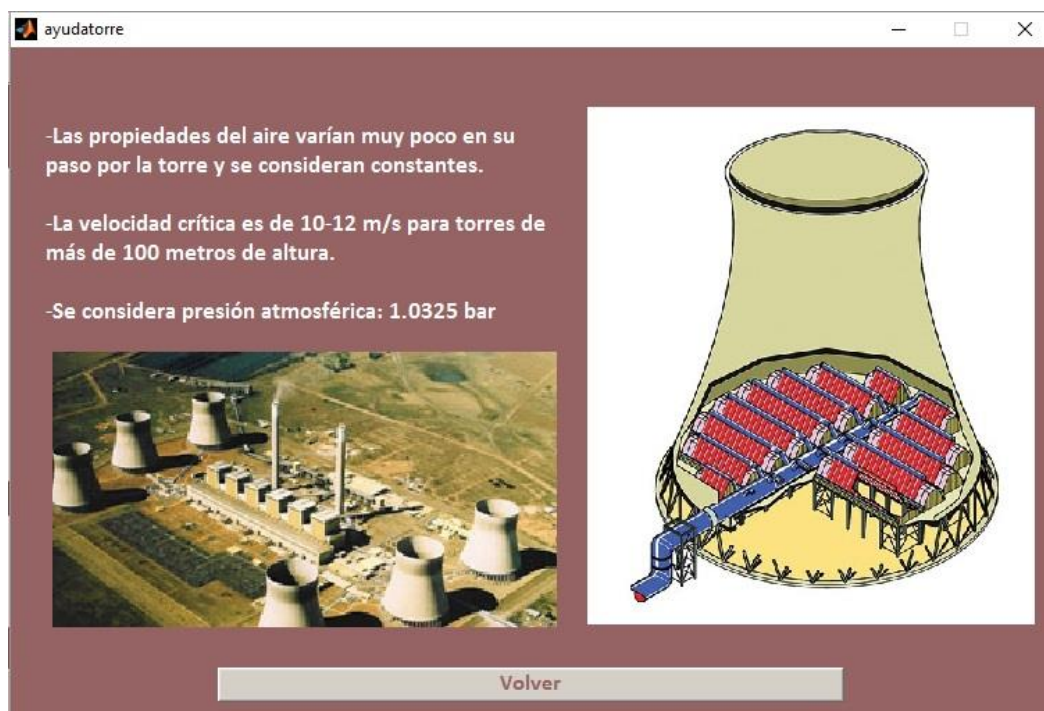 ayudatorre
-Las propiedades del aire varían muy poco en su
paso por la torre y se consideran constantes.
-La velocidad crítica es de 10-12 m/s para torres de
más de 100 metros de altura.
-Se considera presión atmosférica: 1.0325 bar
Volver